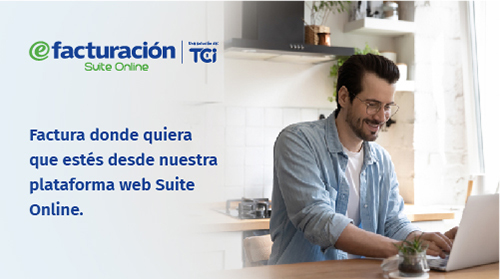 efacturación
Suite Online
TCI
Factura donde quiera
que estés desde nuestra
plataforma web Suite
Online.